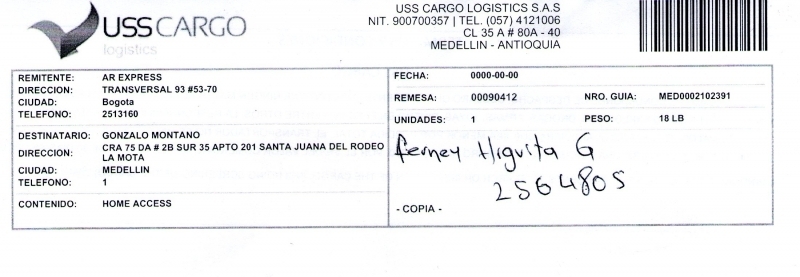 USSCARGO
logistics
USS CARGO LOGISTICS S.A.S
NIT. 900700357 | TEL. (057) 4121006
CL 35 A # 80A - 40
MEDELLIN - ANTIOQUIA
REMITENTE: AR EXPRESS
DIRECCION: TRANSVERSAL 93 #53-70
CIUDAD: Bogota
TELEFONO: 2513160
DESTINATARIO: GONZALO MONTANO
DIRECCION: CRA 75 DA # 2B SUR 35 APTO 201 SANTA JUANA DEL RODEO
LA MOTA
CIUDAD: MEDELLIN
TELEFONO: 1
CONTENIDO: HOME ACCESS
FECHA: 0000-00-00
REMESA: 00090412 NRO. GUIA: MED0002102391
UNIDADES: 1 PESO: 18 LB
ferney Higuita G
2564805
- COPIA -